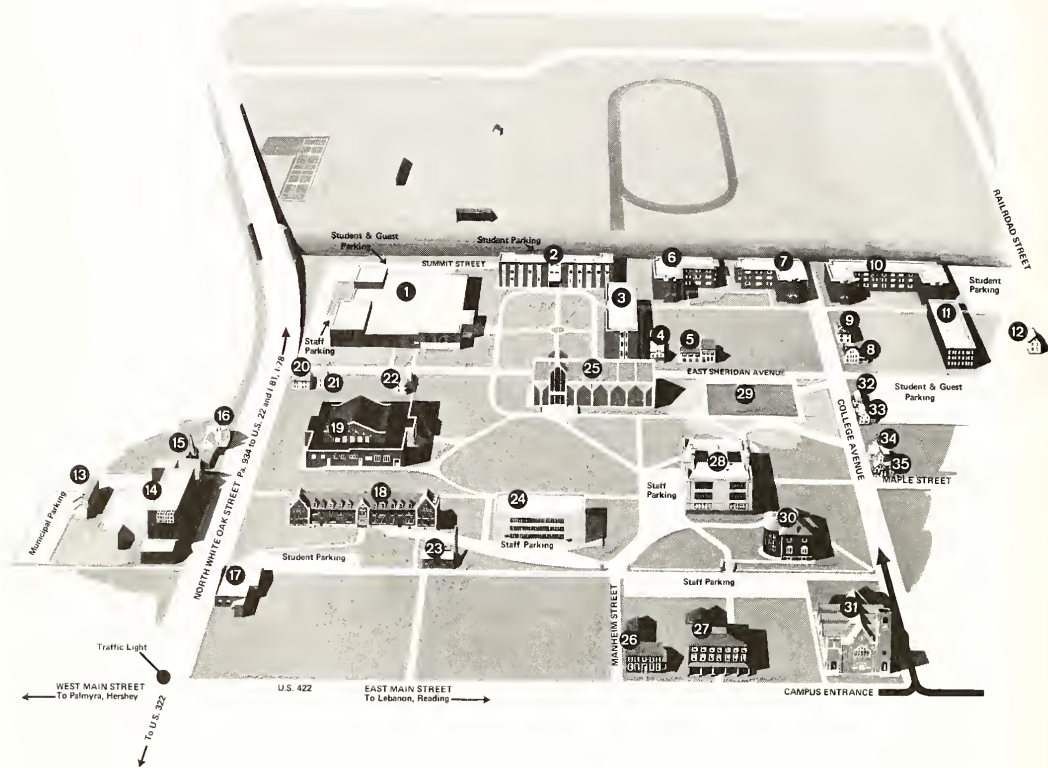 RAILROAD STREET
Student & Guest
Parking
Student Parking
SUMMIT STREET
2
6
7
10
Student
Parking
1
3
11
Staff
Parking
4
5
9
12
8
20
21
22
25
EAST SHERIDAN AVENUE
29
32
Student & Guest
Parking
33
16
15
19
COLLEGE AVENUE
34
28
35
MAPLE STREET
13
14
NORTH WHITE OAK STREET Pa. 934 to U.S. 22 and I 81, I-78
Municipal Parking
18
24
Staff
Parking
30
Staff Parking
23
Student Parking
17
Staff Parking
MANHEIM STREET
26
27
31
Traffic Light
WEST MAIN STREET
To Palmyra, Hershey
U.S. 422
EAST MAIN STREET
To Lebanon, Reading
CAMPUS ENTRANCE
To U.S. 322